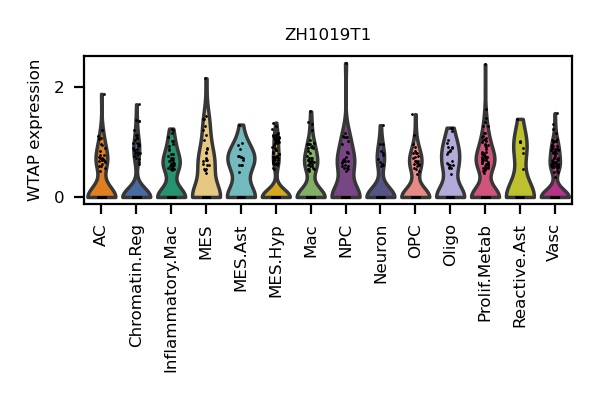 ZH1019T1
WTAP expression
2
0
AC
Chromatin.Reg
Inflammatory.Mac
MES
MES.Ast
MES.Hyp
Mac
NPC
Neuron
OPC
Oligo
Prolif.Metab
Reactive.Ast
Vasc